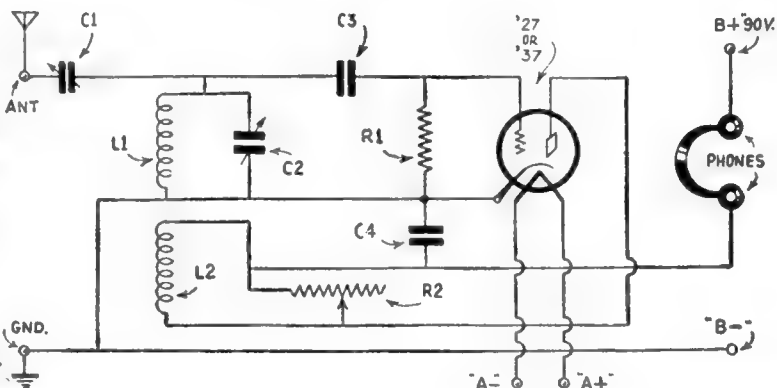 C1
C3
'27
OR
'37
B+ "90V.
ANT
L1
C2
R1
PHONES
C4
L2
R2
GND.
"B-"
"A-"
"A+"